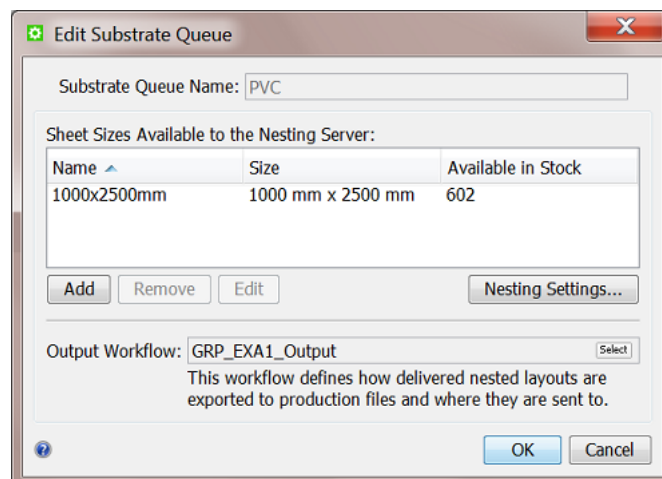 Edit Substrate Queue
X
Substrate Queue Name: PVC
Sheet Sizes Available to the Nesting Server:
Name Size Available in Stock
1000x2500mm 1000 mm x 2500 mm 602
Add Remove Edit Nesting Settings...
Output Workflow: GRP_EXA1_Output Select
This workflow defines how delivered nested layouts are
exported to production files and where they are sent to.
? OK Cancel